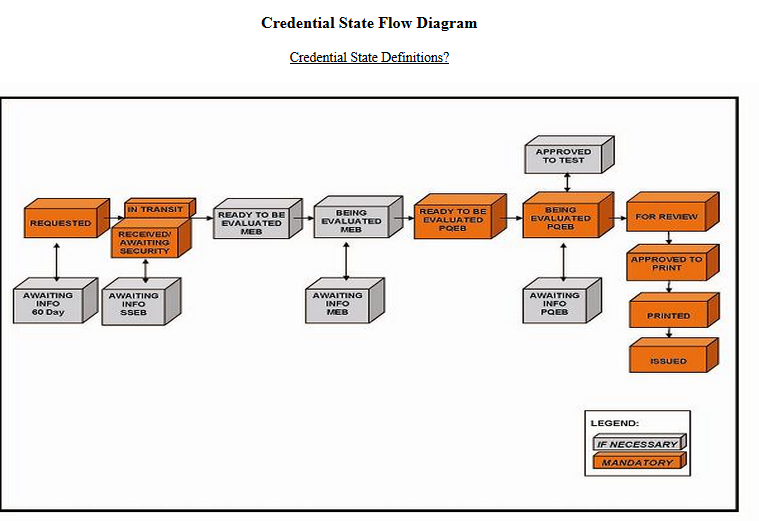 Credential State Flow Diagram
Credential State Definitions?
APPROVED
TO TEST
REQUESTED
IN TRANSIT
RECEIVED/
AWAITING
SECURITY
READY TO BE
EVALUATED
MEB
BEING
EVALUATED
MEB
READY TO BE
EVALUATED
PQEB
BEING
EVALUATED
PQEB
FOR REVIEW
APPROVED TO
PRINT
AWAITING
INFO
60 Day
AWAITING
INFO
SSEB
AWAITING
INFO
MEB
AWAITING
INFO
PQEB
PRINTED
ISSUED
LEGEND:
IF NECESSARY
MANDATORY